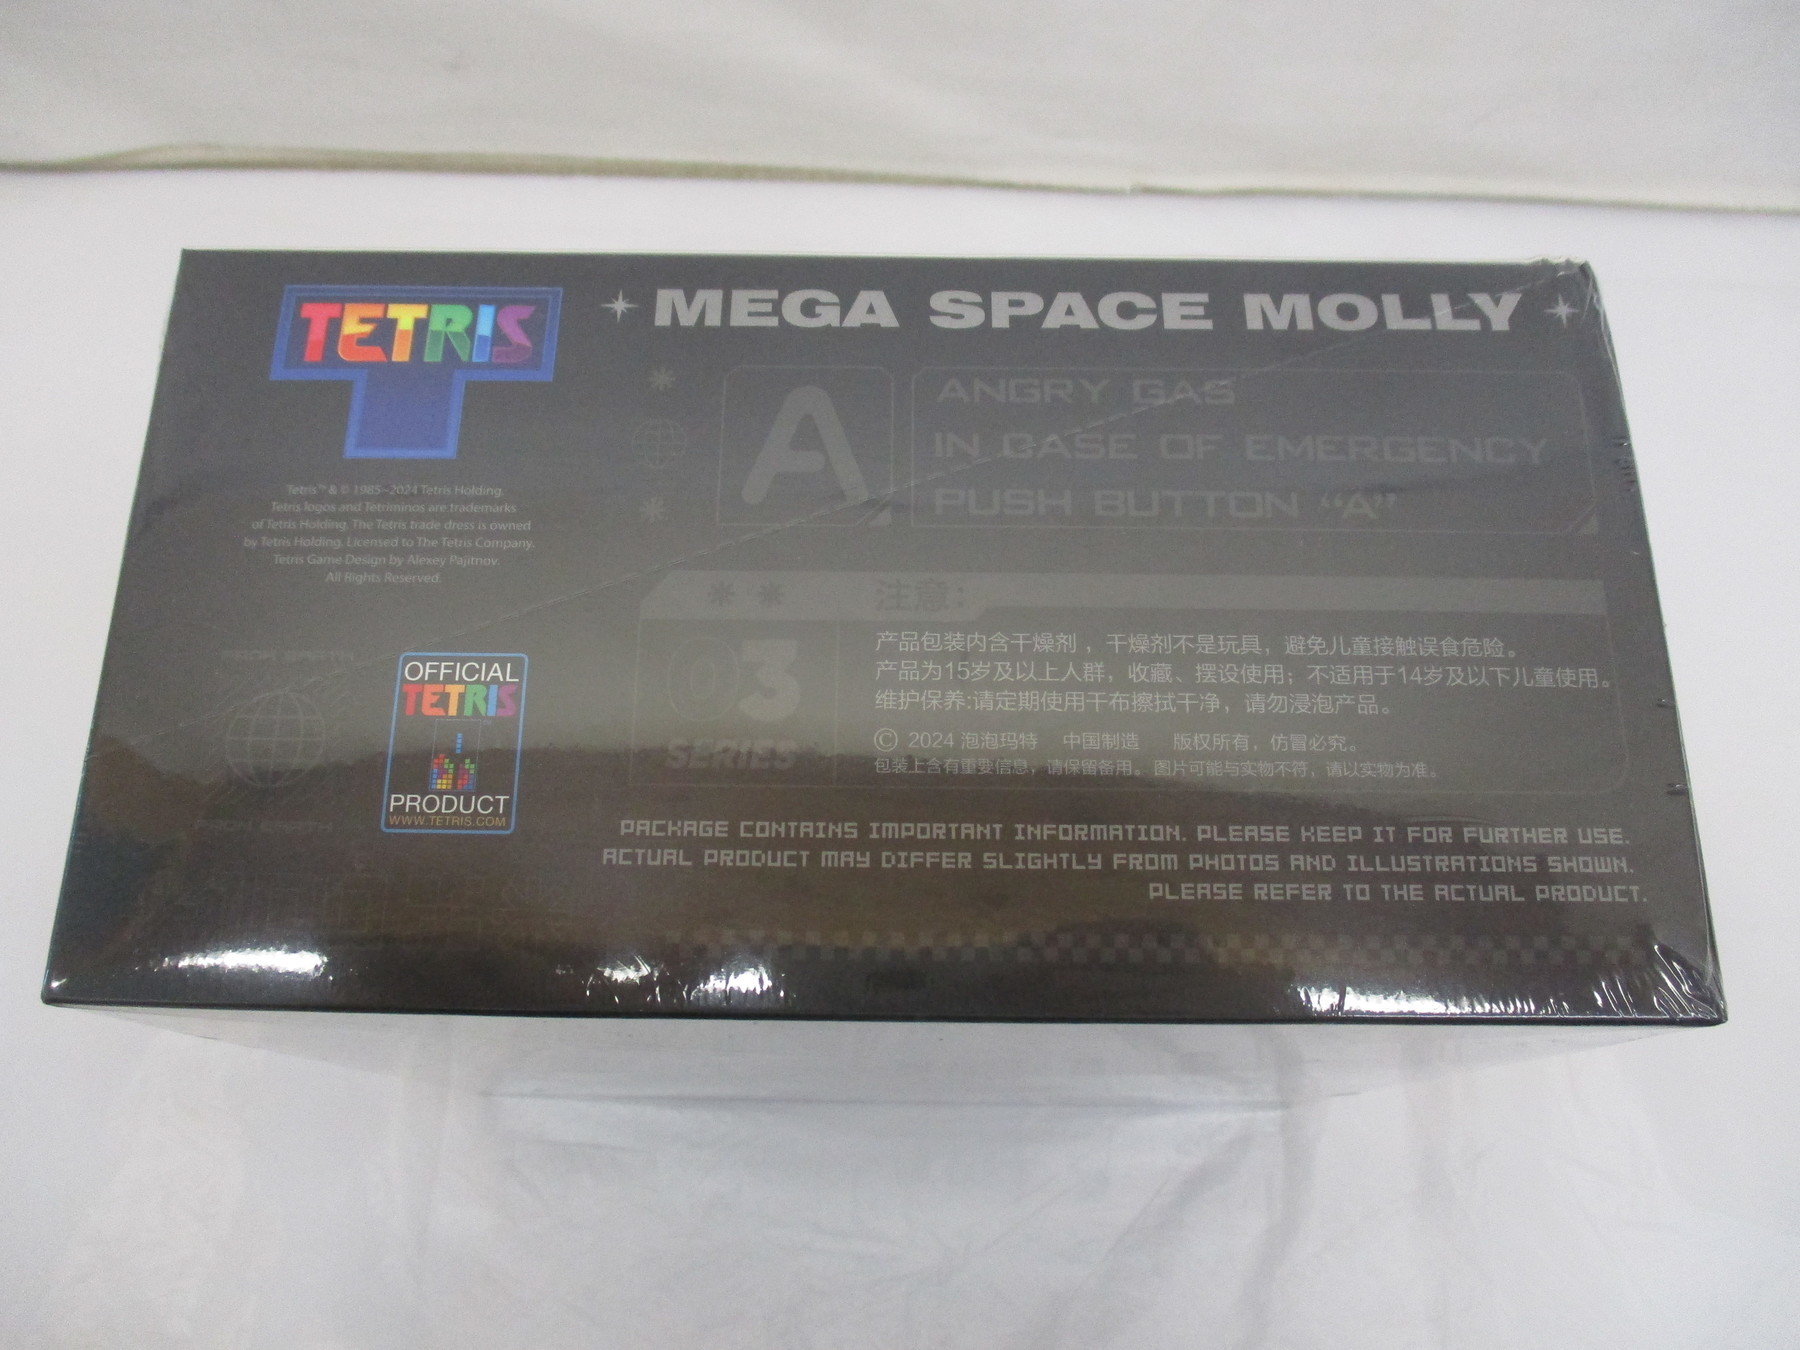 TETRIS
MEGA SPACE MOLLY
A
ANGRY GAS
IN CASE OF EMERGENCY
PUSH BUTTON “A”
Tetris™ & © 1985~2024 Tetris Holding.
Tetris logos and Tetriminos are trademarks
of Tetris Holding. The Tetris trade dress is owned
by Tetris Holding. Licensed to The Tetris Company.
Tetris Game Design by Alexey Pajitnov.
All Rights Reserved.
注意:
03
SERIES
产品包装内含干燥剂，干燥剂不是玩具，避免儿童接触误食危险。
产品为15岁及以上人群，收藏、摆设使用；不适用于14岁及以下儿童使用。
维护保养:请定期使用干布擦拭干净，请勿浸泡产品。
© 2024 泡泡玛特 中国制造 版权所有，仿冒必究。
包装上含有重要信息，请保留备用。图片可能与实物不符，请以实物为准。
FROM EARTH
OFFICIAL
TETRIS
PRODUCT
WWW.TETRIS.COM
PACKAGE CONTAINS IMPORTANT INFORMATION. PLEASE KEEP IT FOR FURTHER USE.
ACTUAL PRODUCT MAY DIFFER SLIGHTLY FROM PHOTOS AND ILLUSTRATIONS SHOWN.
PLEASE REFER TO THE ACTUAL PRODUCT.